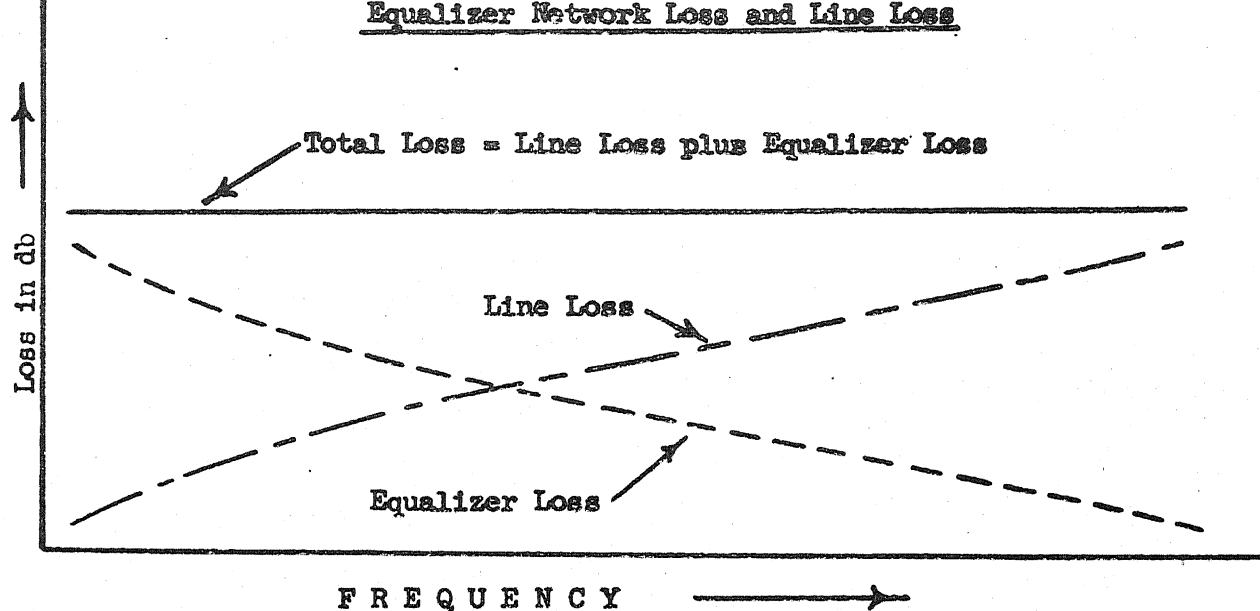 Equalizer Network Loss and Line Loss
Total Loss = Line Loss plus Equalizer Loss
Loss in db
Line Loss
Equalizer Loss
FREQUENCY